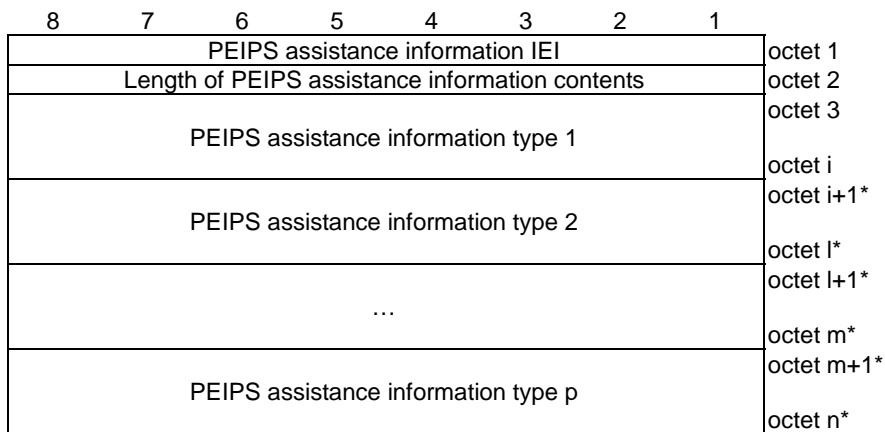 8 7 6 5 4 3 2 1
PEIPS assistance information IEI octet 1
Length of PEIPS assistance information contents octet 2
octet 3
PEIPS assistance information type 1
octet i
octet i+1*
PEIPS assistance information type 2
octet l*
octet l+1*
…
octet m*
octet m+1*
PEIPS assistance information type p
octet n*